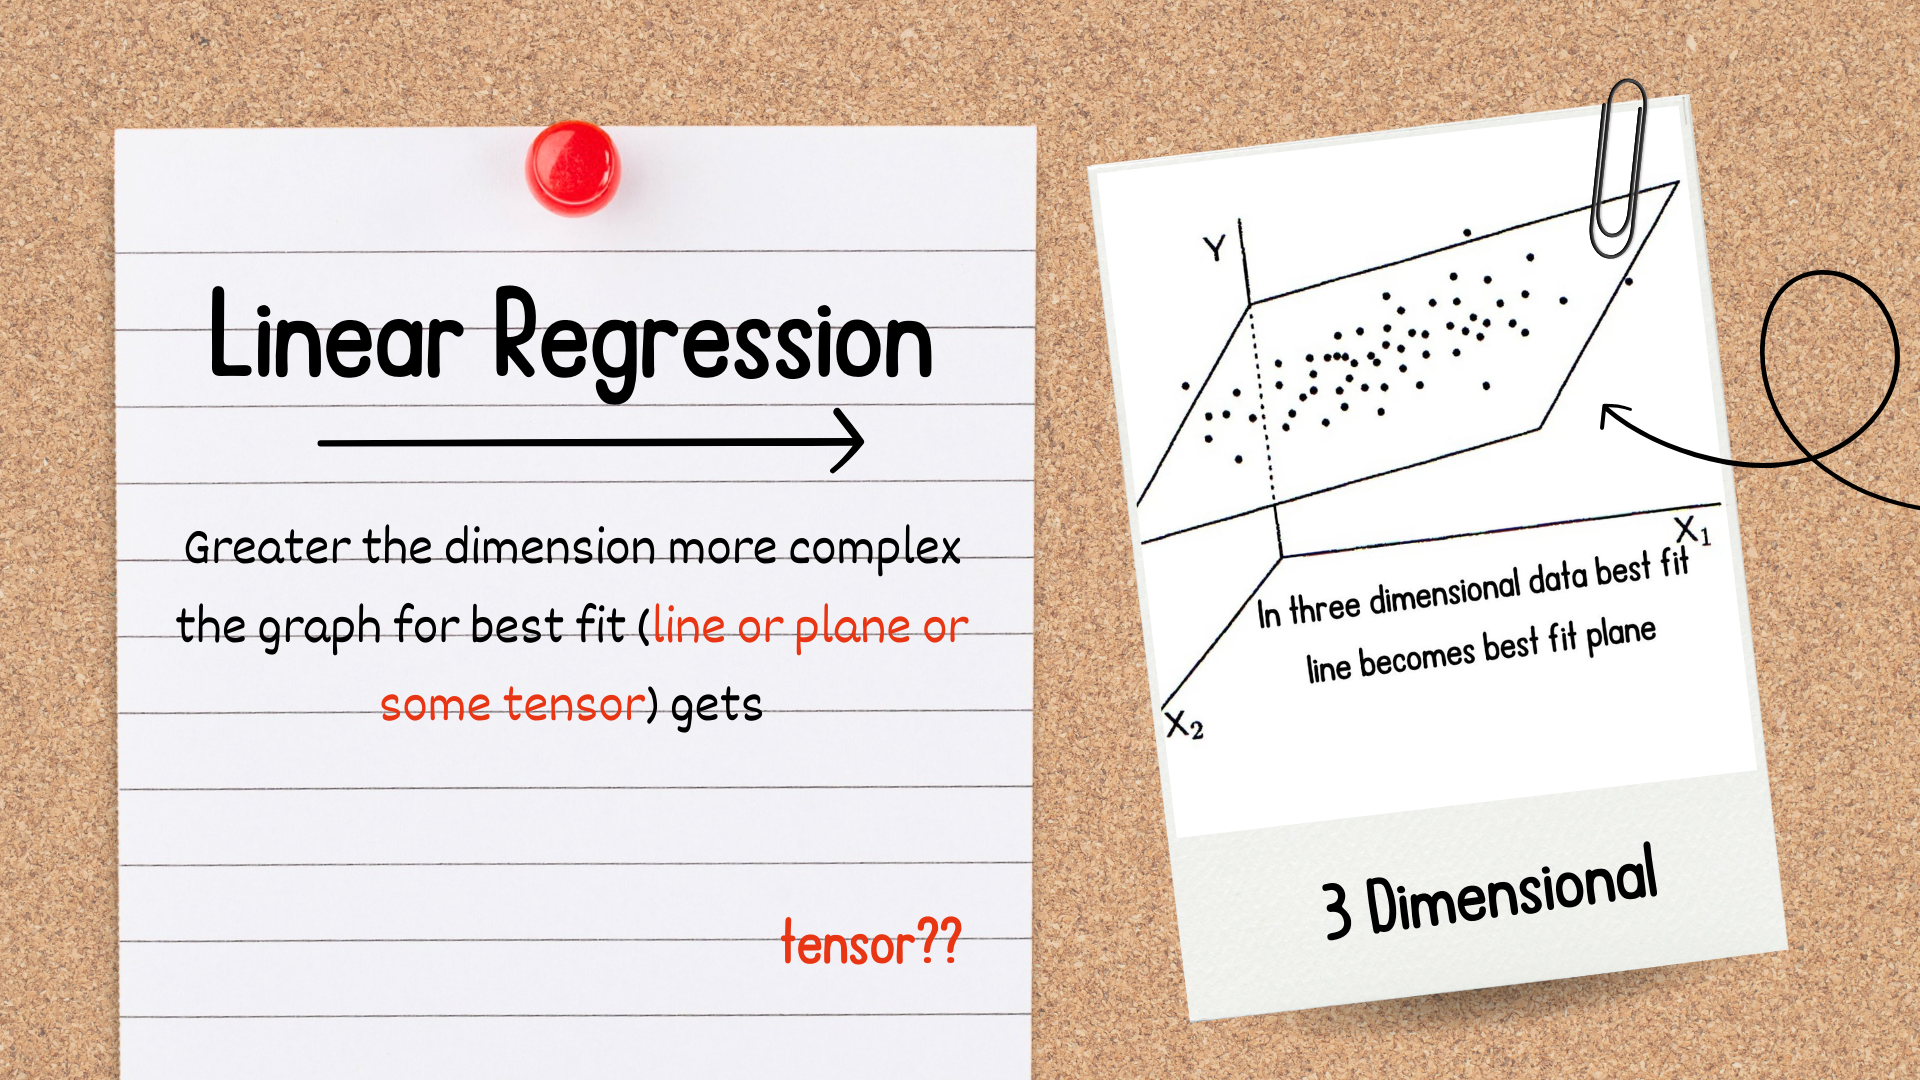 Linear Regression
Greater the dimension more complex
the graph for best fit (line or plane or
some tensor) gets
tensor??
Y
X₁
In three dimensional data best fit
line becomes best fit plane
X₂
3 Dimensional